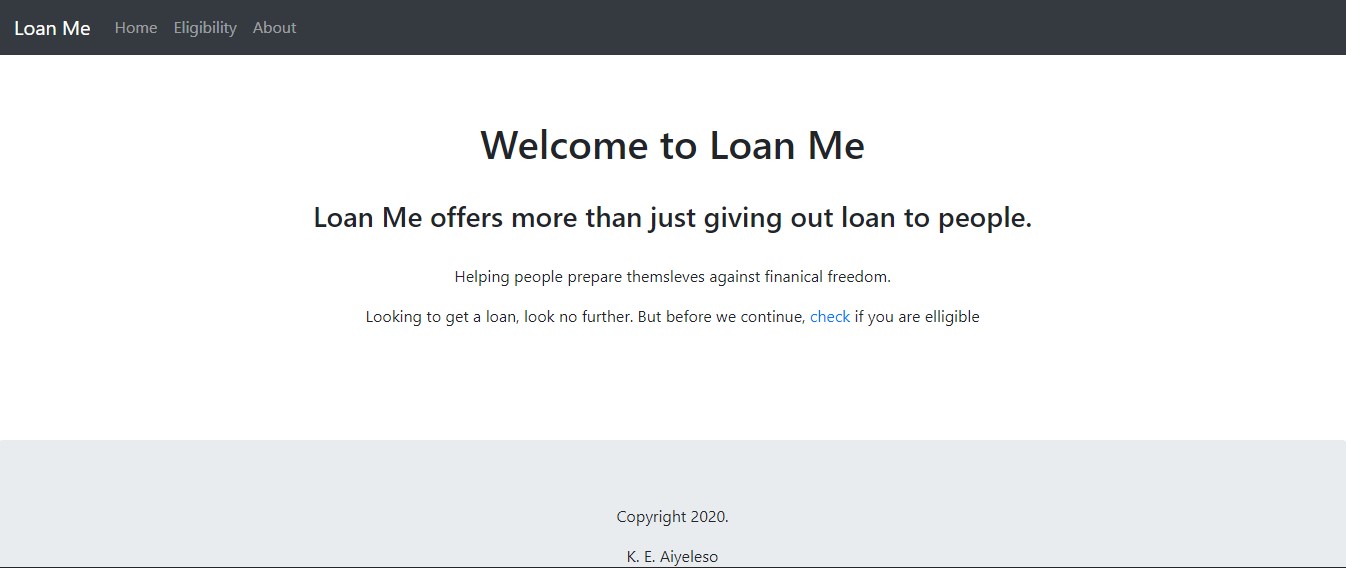 Loan Me Home Eligibility About
Welcome to Loan Me
Loan Me offers more than just giving out loan to people.
Helping people prepare themsleves against finanical freedom.
Looking to get a loan, look no further. But before we continue, check if you are elligible
Copyright 2020.
K. E. Aiyeleso